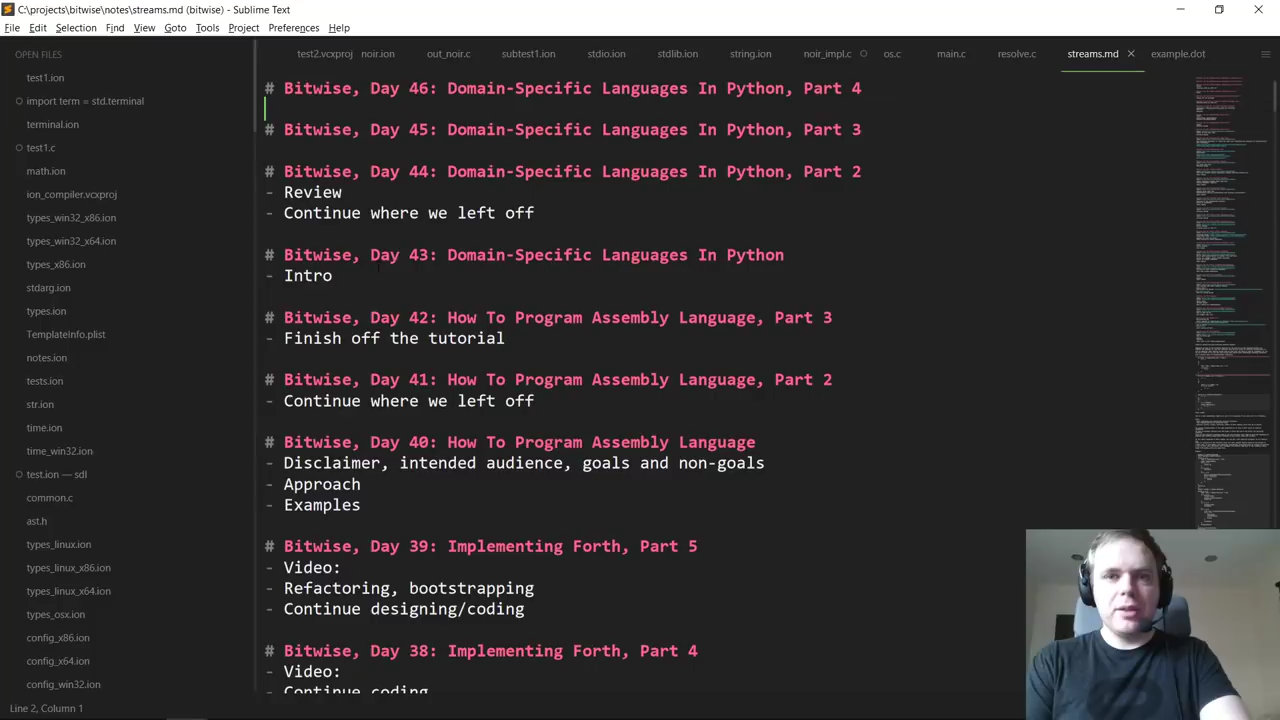 C:\projects\bitwise\notes\streams.md (bitwise) - Sublime Text
File Edit Selection Find View Goto Tools Project Preferences Help
OPEN FILES
test1.ion
import term = std.terminal
terminal.ion
test1.c
math.ion
ion_compiler.vcxproj
types_win32_x86.ion
types_win32_x64.ion
types_x86.ion
stdarg.ion
types.ion
TemplateInfo.plist
notes.ion
tests.ion
str.ion
time.ion
time_win32.ion
test.ion — sdl
common.c
ast.h
types_linux.ion
types_linux_x86.ion
types_linux_x64.ion
types_osx.ion
config_x86.ion
config_x64.ion
config_win32.ion
test2.vcxproj noir.ion out_noir.c subtest1.ion stdio.ion stdlib.ion string.ion noir_impl.c os.c main.c resolve.c streams.md example.dot
# Bitwise, Day 46: Domain-Specific Languages In Python, Part 4
# Bitwise, Day 45: Domain-Specific Languages In Python, Part 3
# Bitwise, Day 44: Domain-Specific Languages In Python, Part 2
- Review
- Continue where we left off
# Bitwise, Day 43: Domain-Specific Languages In Python
- Intro
# Bitwise, Day 42: How To Program Assembly Language, Part 3
- Finish off the tutorial
# Bitwise, Day 41: How To Program Assembly Language, Part 2
- Continue where we left off
# Bitwise, Day 40: How To Program Assembly Language
- Disclaimer, intended audience, goals and non-goals
- Approach
- Examples
# Bitwise, Day 39: Implementing Forth, Part 5
- Video:
- Refactoring, bootstrapping
- Continue designing/coding
# Bitwise, Day 38: Implementing Forth, Part 4
- Video:
- Continue coding
Line 2, Column 1